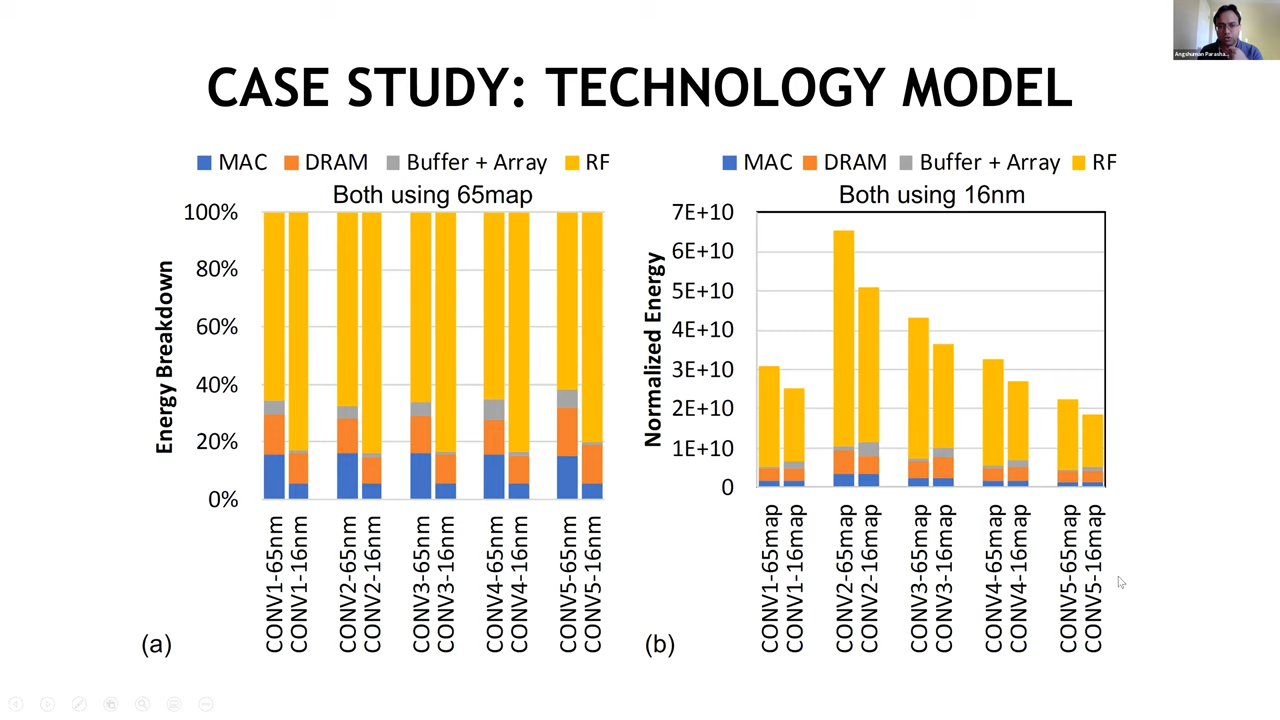 Angshuman Parasha...
CASE STUDY: TECHNOLOGY MODEL
MAC DRAM Buffer + Array RF
Both using 65map
Energy Breakdown
100%
80%
60%
40%
20%
0%
CONV1-65nm
CONV1-16nm
CONV2-65nm
CONV2-16nm
CONV3-65nm
CONV3-16nm
CONV4-65nm
CONV4-16nm
CONV5-65nm
CONV5-16nm
(a)
MAC DRAM Buffer + Array RF
Both using 16nm
Normalized Energy
7E+10
6E+10
5E+10
4E+10
3E+10
2E+10
1E+10
0
CONV1-65map
CONV1-16map
CONV2-65map
CONV2-16map
CONV3-65map
CONV3-16map
CONV4-65map
CONV4-16map
CONV5-65map
CONV5-16map
(b)